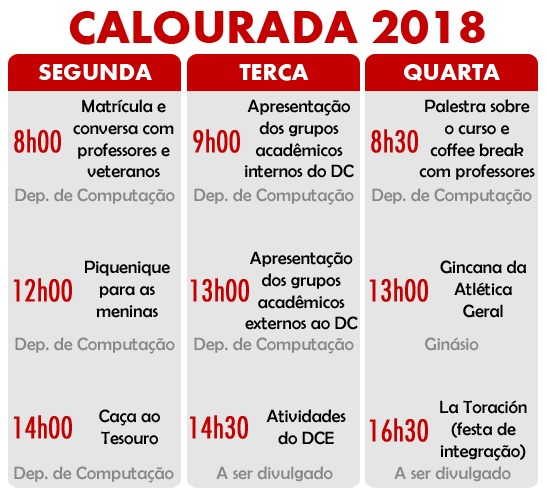 CALOURADA 2018
SEGUNDA
8h00
Matrícula e
conversa com
professores e
veteranos
Dep. de Computação
12h00
Piquenique
para as
meninas
Dep. de Computação
14h00
Caça ao
Tesouro
Dep. de Computação
TERCA
9h00
Apresentação
dos grupos
acadêmicos
internos do DC
Dep. de Computação
13h00
Apresentação
dos grupos
acadêmicos
externos ao DC
Dep. de Computação
14h30
Atividades
do DCE
A ser divulgado
QUARTA
8h30
Palestra sobre
o curso e
coffee break
com professores
Dep. de Computação
13h00
Gincana da
Atlética
Geral
Ginásio
16h30
La Toración
(festa de
integração)
A ser divulgado